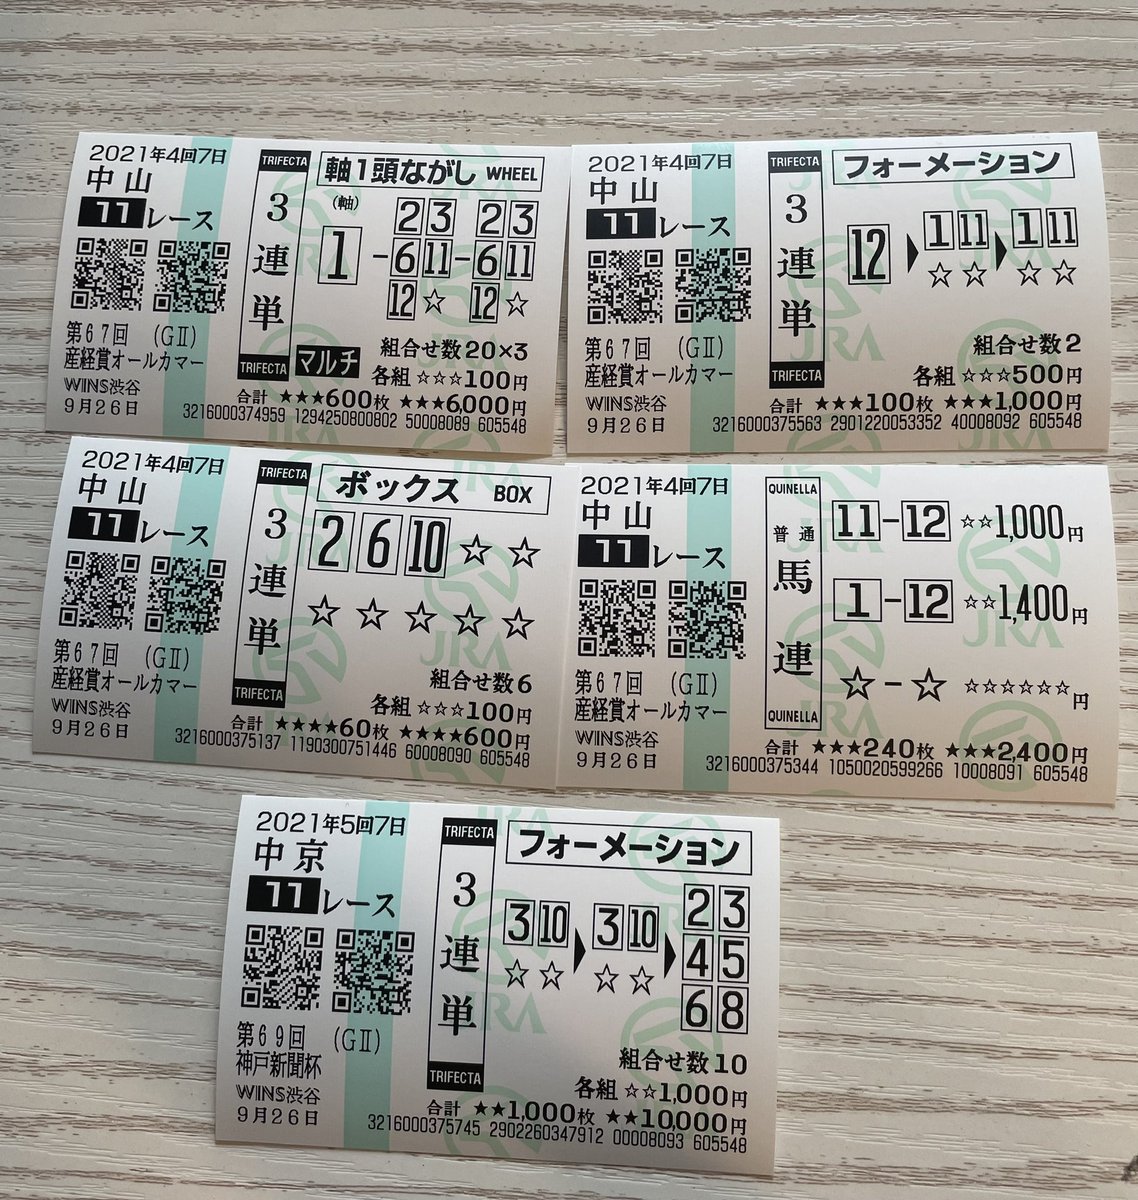 2021年4回7日
中山
11レース
第67回 (GⅡ)
産経賞オールカマー
WINS渋谷
9月26日
TRIFECTA
3連単
TRIFECTA
軸1頭ながし WHEEL
(軸)
1
-
2 3
6 11
12 ☆
-
2 3
6 11
12 ☆
マルチ
組合せ数20×3
各組 ☆☆☆100円
合計 ★★★600枚 ★★★6,000円
3216000374959 1294250800802 50008089 605548
2021年4回7日
中山
11レース
第67回 (GⅡ)
産経賞オールカマー
WINS渋谷
9月26日
TRIFECTA
3連単
TRIFECTA
フォーメーション
12 ▶ 1 11 ▶ 1 11
☆ ☆ ☆ ☆
組合せ数2
各組 ☆☆☆500円
合計 ★★★100枚 ★★★1,000円
3216000375563 2901220053352 40008092 605548
2021年4回7日
中山
11レース
第67回 (GⅡ)
産経賞オールカマー
WINS渋谷
9月26日
TRIFECTA
3連単
TRIFECTA
ボックス BOX
2 6 10 ☆ ☆
☆ ☆ ☆ ☆ ☆
組合せ数6
各組 ☆☆☆100円
合計 ★★★★60枚 ★★★★600円
3216000375137 1190300751446 60008090 605548
2021年4回7日
中山
11レース
第67回 (GⅡ)
産経賞オールカマー
WINS渋谷
9月26日
QUINELLA
普通
馬連
QUINELLA
11-12 ☆☆1,000円
1-12 ☆☆1,400円
☆-☆ ☆☆☆☆☆☆円
合計 ★★★240枚 ★★★2,400円
3216000375344 1050020599266 10008091 605548
2021年5回7日
中京
11レース
第69回 (GⅡ)
神戸新聞杯
WINS渋谷
9月26日
TRIFECTA
3連単
TRIFECTA
フォーメーション
3 10 ▶ 3 10 ▶
☆ ☆ ☆ ☆
2 3
4 5
6 8
組合せ数10
各組 ☆☆1,000円
合計 ★★1,000枚 ★★10,000円
3216000375745 2902260347912 00008093 605548
JRA